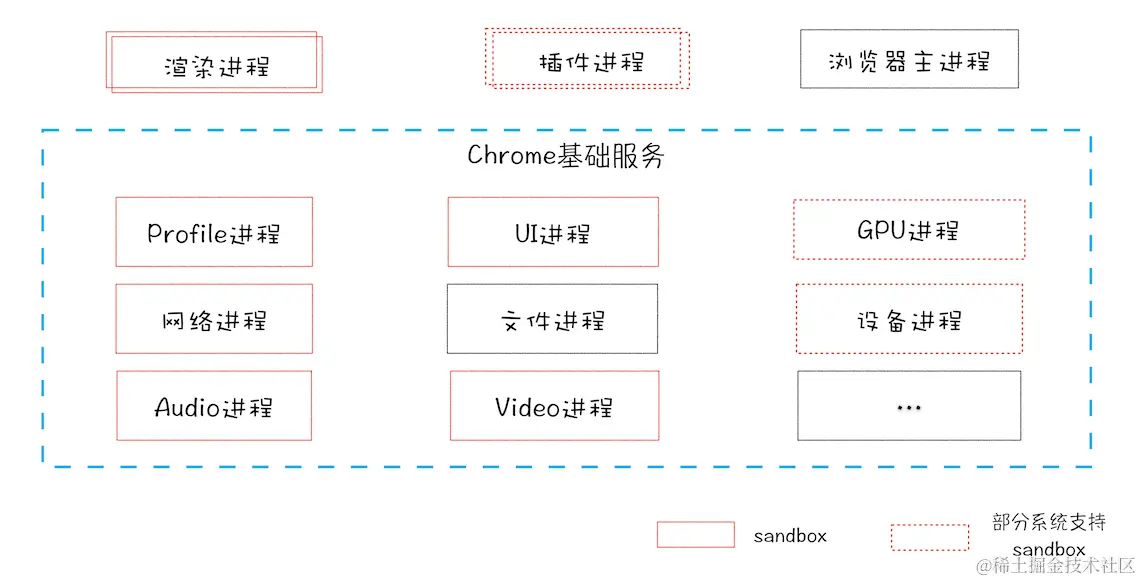 渲染进程
插件进程
浏览器主进程
Chrome基础服务
Profile进程
UI进程
GPU进程
网络进程
文件进程
设备进程
Audio进程
Video进程
...
sandbox
部分系统支持
sandbox
@稀土掘金技术社区